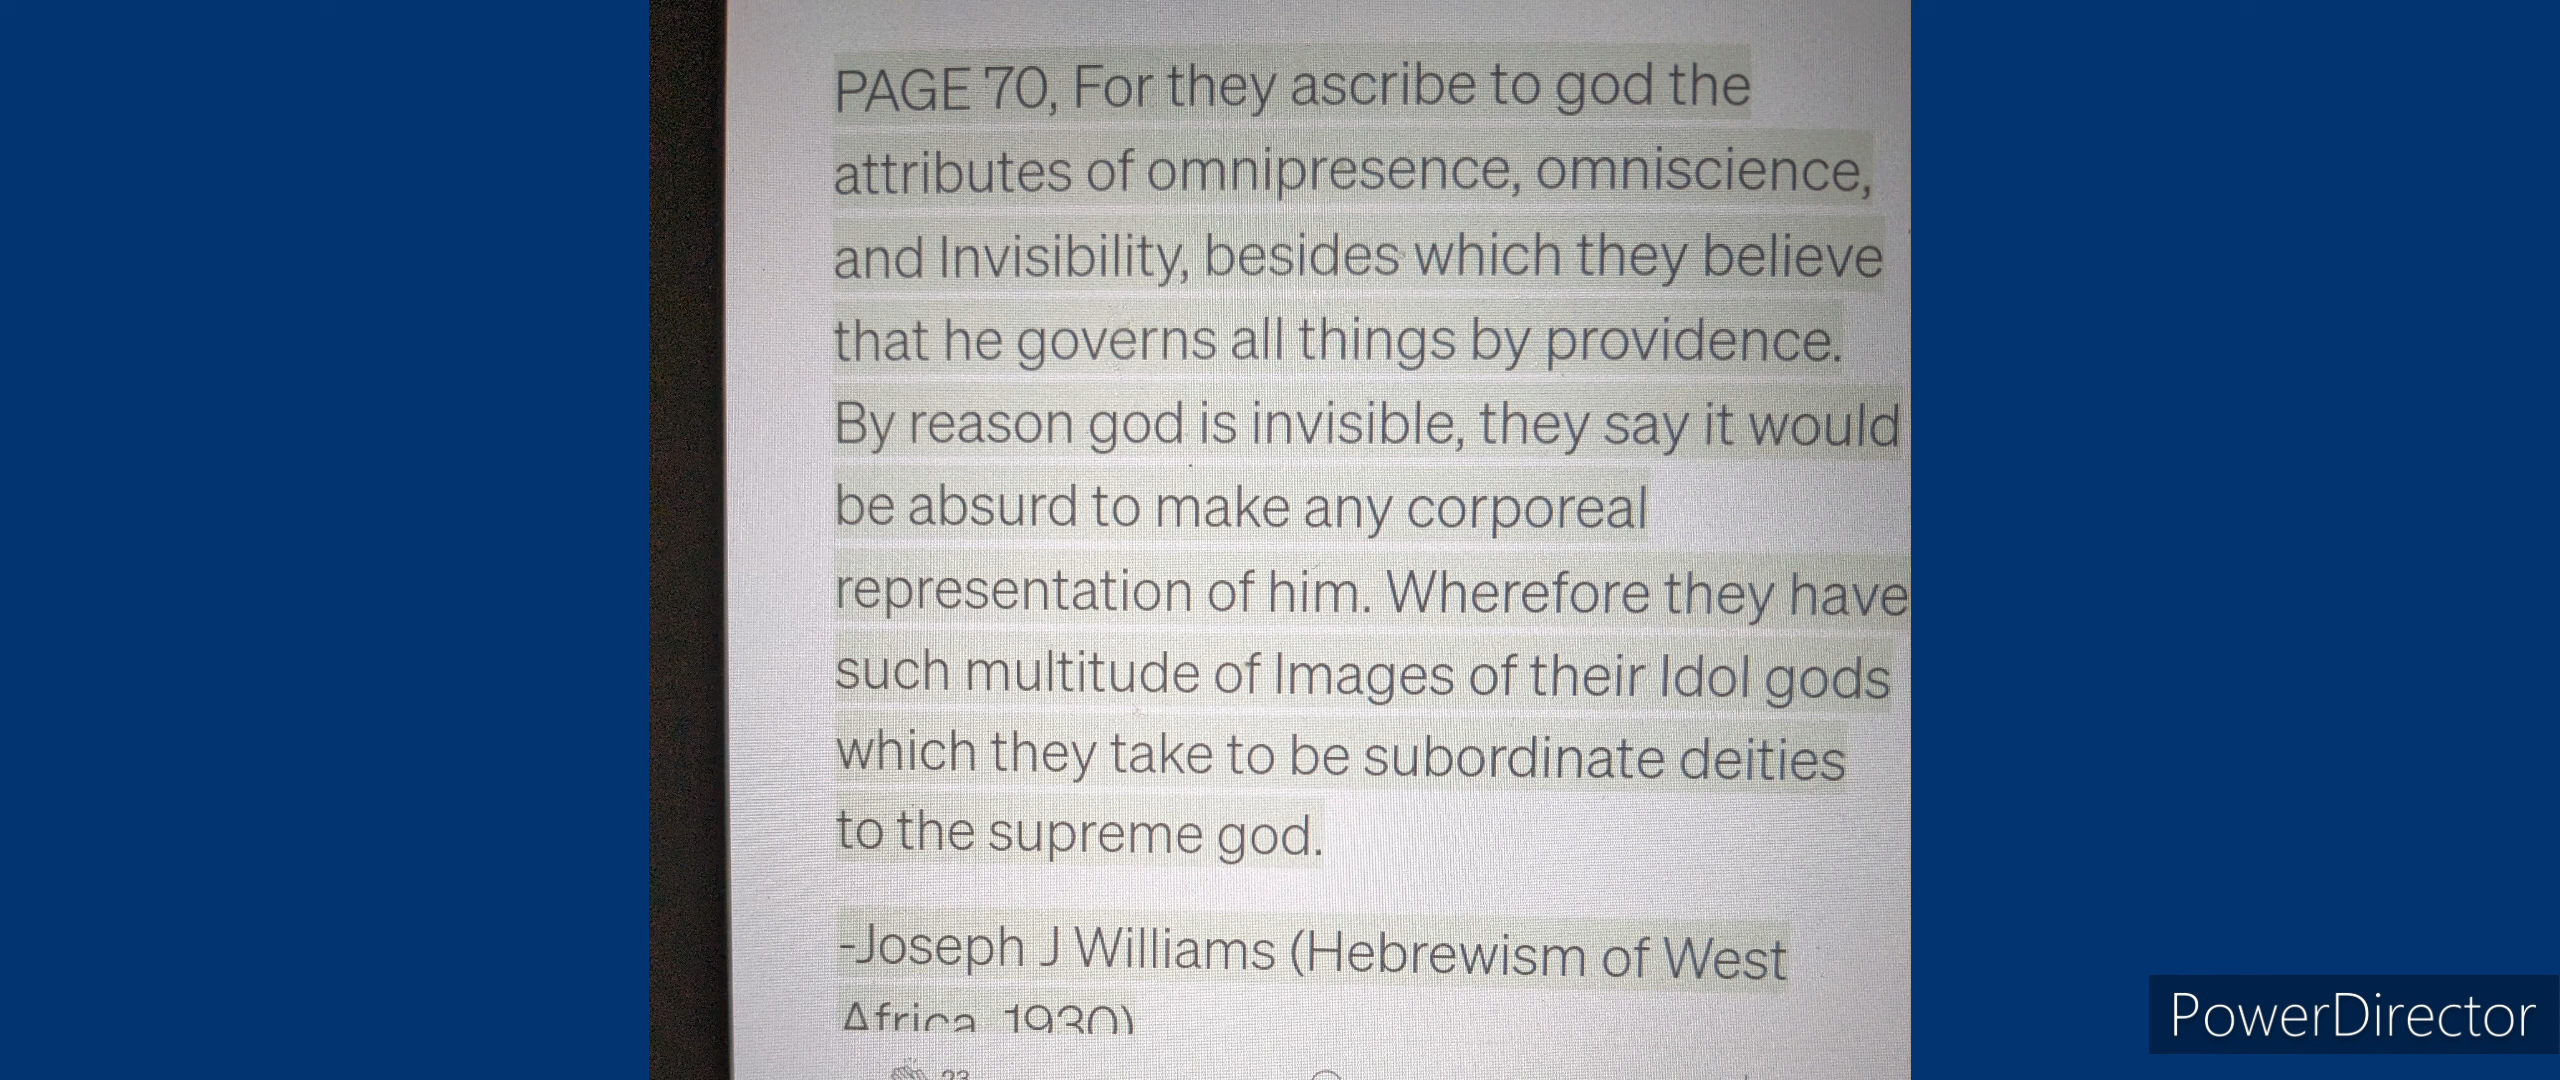 PAGE 70, For they ascribe to god the
attributes of omnipresence, omniscience,
and Invisibility, besides which they believe
that he governs all things by providence.
By reason god is invisible, they say it would
be absurd to make any corporeal
representation of him. Wherefore they have
such multitude of Images of their Idol gods
which they take to be subordinate deities
to the supreme god.
-Joseph J Williams (Hebrewism of West
Africa 1930)
PowerDirector